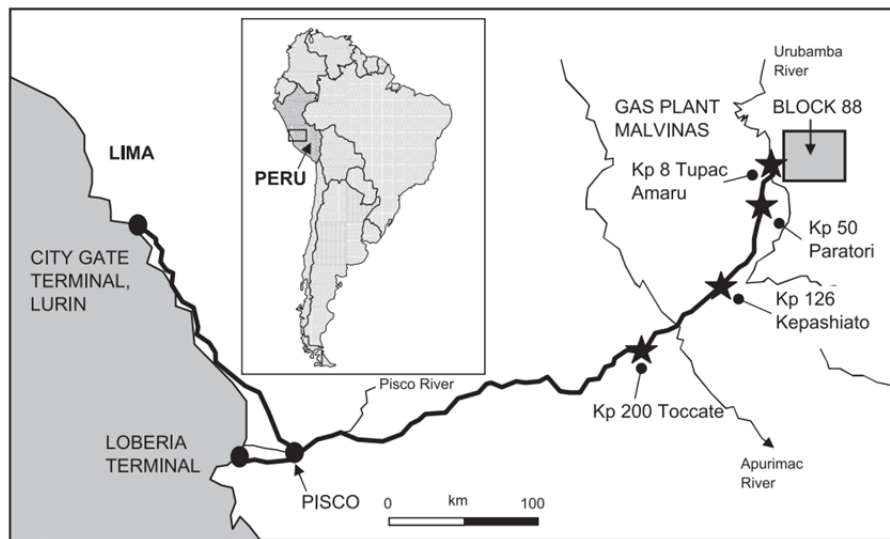 Urubamba
River
GAS PLANT
MALVINAS
BLOCK 88
LIMA
PERU
Kp 8 Tupac
Amaru
Kp 50
Paratori
CITY GATE
TERMINAL,
LURIN
Kp 126
Kepashiato
Pisco River
Kp 200 Toccate
LOBERIA
TERMINAL
Apurimac
River
PISCO
km
0
100